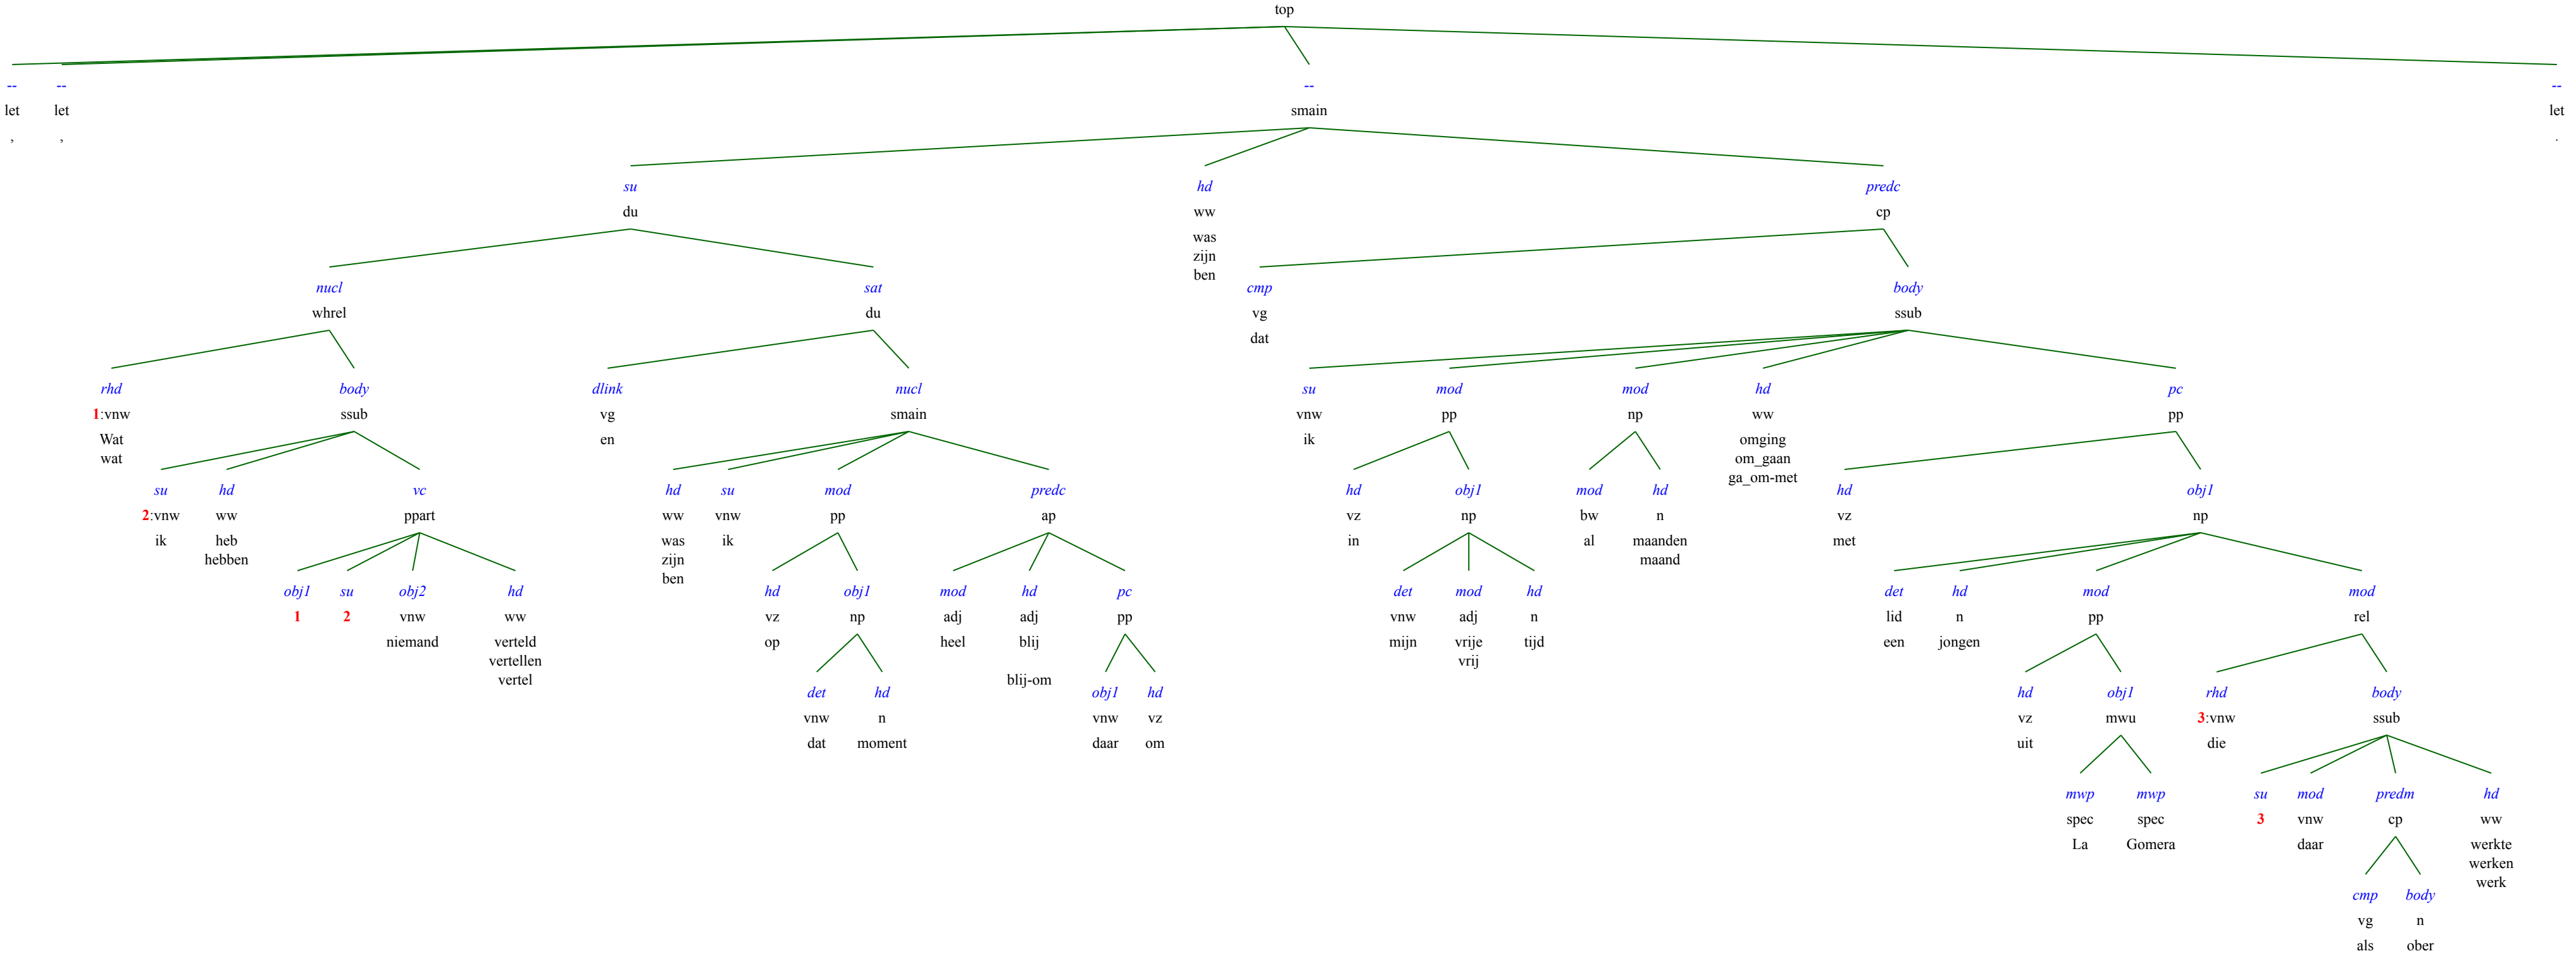 top
-- -- -- --
let let smain let
, , .
su hd predc
du ww cp
was
zijn
ben
nucl sat cmp body
whrel du vg ssub
dat
rhd body dlink nucl su mod mod hd pc
1:vnw ssub vg smain vnw pp np ww pp
Wat en ik omging
wat om_gaan
ga_om-met
su hd vc hd su mod predc hd obj1 mod hd hd obj1
2:vnw ww ppart ww vnw pp ap vz np bw n vz np
ik heb was ik in al maanden met
hebben zijn maand
ben
obj1 su obj2 hd hd obj1 mod hd pc det mod hd det hd mod mod
1 2 vnw ww vz np adj adj pp vnw adj n lid n pp rel
niemand verteld op heel blij mijn vrije tijd een jongen
vertellen vrij
vertel blij-om
det hd obj1 hd hd obj1 rhd body
vnw n vnw vz vz mwu 3:vnw ssub
dat moment daar om uit die
mwp mwp su mod predm hd
spec spec 3 vnw cp ww
La Gomera daar werkte
werken
werk
cmp body
vg n
als ober